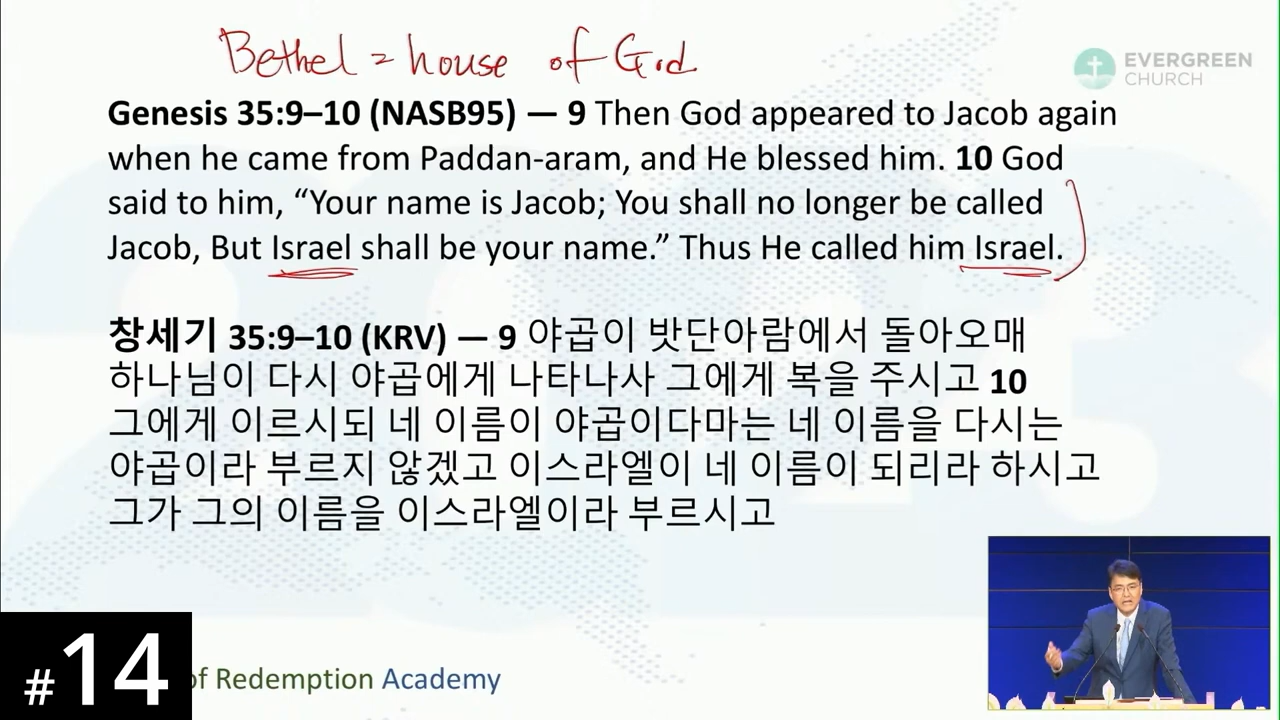 Bethel = house of God
EVERGREEN
CHURCH
Genesis 35:9–10 (NASB95) — 9 Then God appeared to Jacob again
when he came from Paddan-aram, and He blessed him. 10 God
said to him, “Your name is Jacob; You shall no longer be called
Jacob, But Israel shall be your name.” Thus He called him Israel.
창세기 35:9–10 (KRV) — 9 야곱이 밧단아람에서 돌아오매
하나님이 다시 야곱에게 나타나사 그에게 복을 주시고 10
그에게 이르시되 네 이름이 야곱이다마는 네 이름을 다시는
야곱이라 부르지 않겠고 이스라엘이 네 이름이 되리라 하시고
그가 그의 이름을 이스라엘이라 부르시고
#14
of Redemption Academy